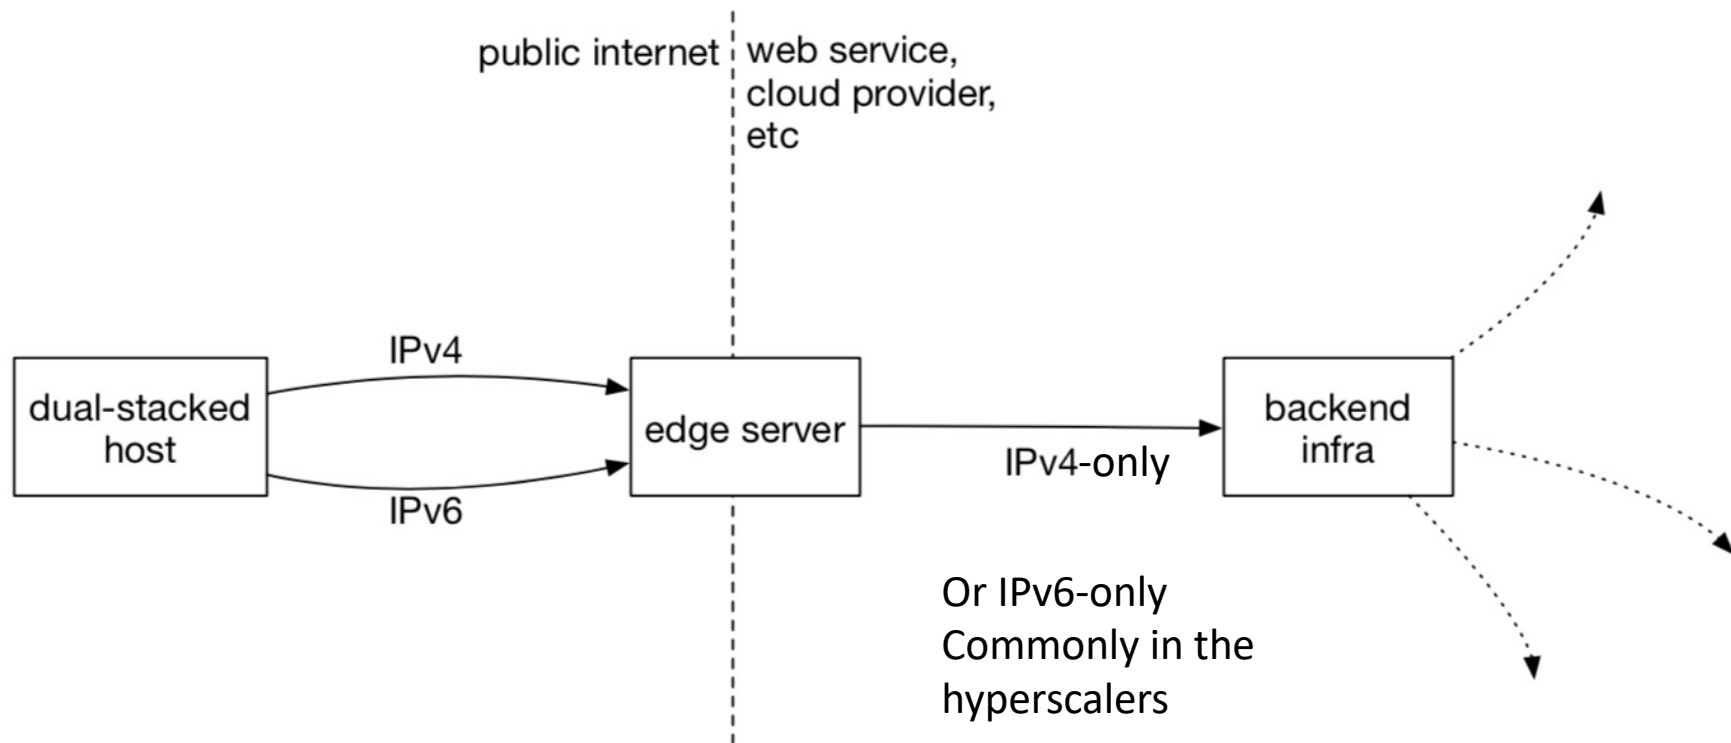 public internet
web service,
cloud provider,
etc
IPv4
dual-stacked
host
IPv6
edge server
IPv4-only
backend
infra
Or IPv6-only
Commonly in the
hyperscalers